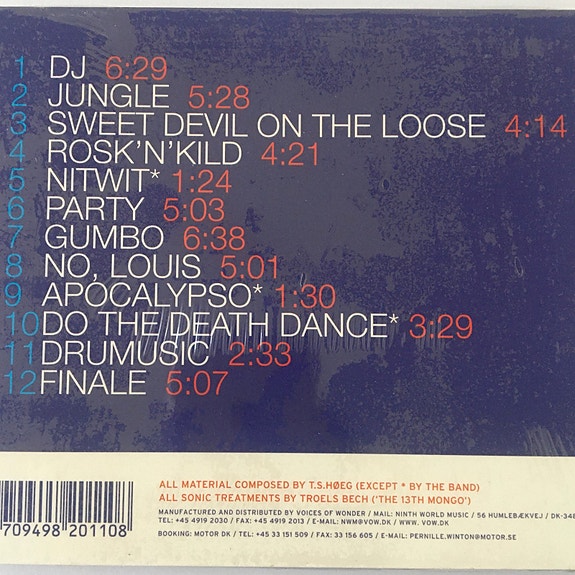 1 DJ 6:29
2 JUNGLE 5:28
3 SWEET DEVIL ON THE LOOSE 4:14
4 ROSK'N'KILD 4:21
5 NITWIT* 1:24
6 PARTY 5:03
7 GUMBO 6:38
8 NO, LOUIS 5:01
9 APOCALYPSO* 1:30
10 DO THE DEATH DANCE* 3:29
11 DRUMUSIC 2:33
12 FINALE 5:07
ALL MATERIAL COMPOSED BY T.S.HØEG (EXCEPT * BY THE BAND)
ALL SONIC TREATMENTS BY TROELS BECH ('THE 13TH MONGO')
MANUFACTURED AND DISTRIBUTED BY VOICES OF WONDER / MAIL: NINTH WORLD MUSIC / 56 HUMLEBÆKVEJ / DK-348
TEL: +45 4919 2030 / FAX: +45 4919 2013 / E-MAIL: NWM@VOW.DK / WWW. VOW.DK
BOOKING: MOTOR DK / TEL: +45 33 151 509 / FAX: 33 156 605 / E-MAIL: PERNILLE.WINTON@MOTOR.SE
709498 201108